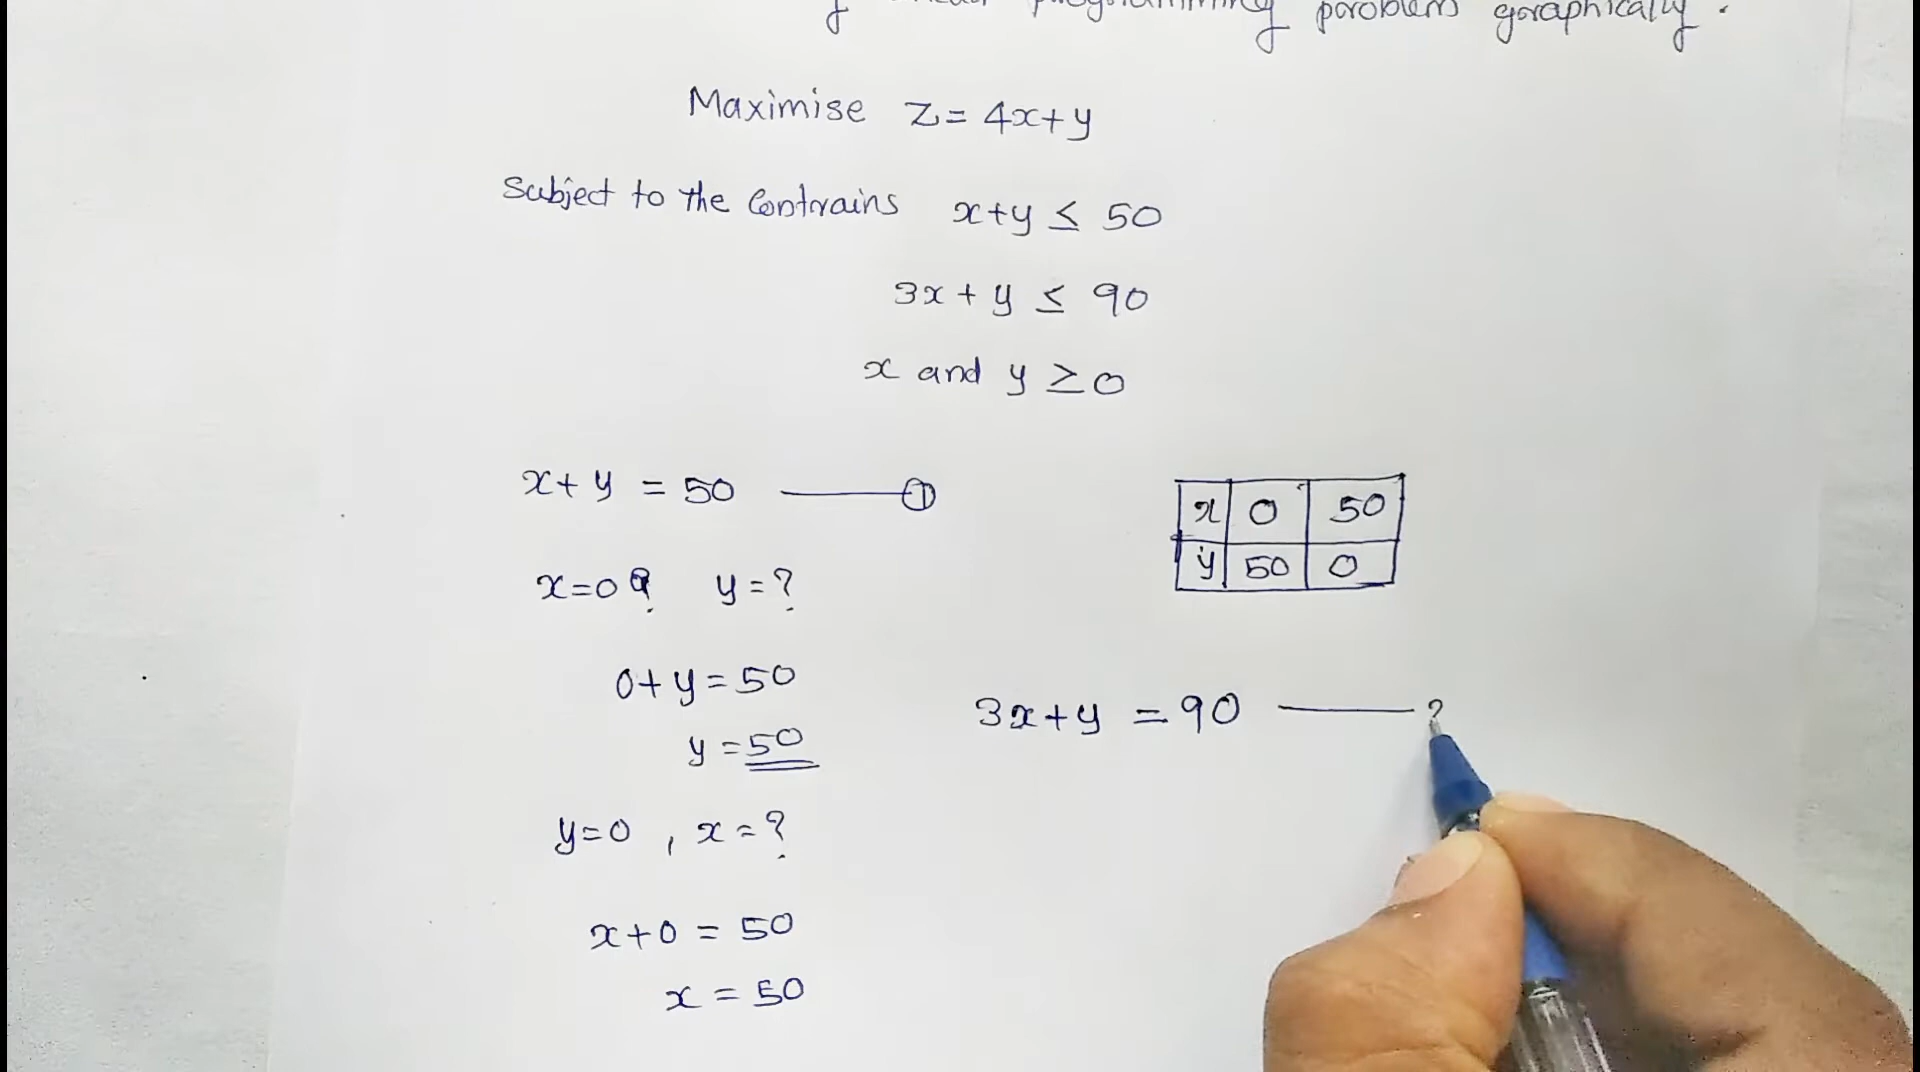 programming problem graphically.
Maximise Z = 4x+y
Subject to the Contrains x+y ≤ 50
3x + y ≤ 90
x and y ≥ 0
x + y = 50 ——— ①
x=0 ? y = ?
0 + y = 50
y = 50
y=0 , x = ?
x+0 = 50
x = 50
x 0 50
y 50 0
3x+y = 90 ———